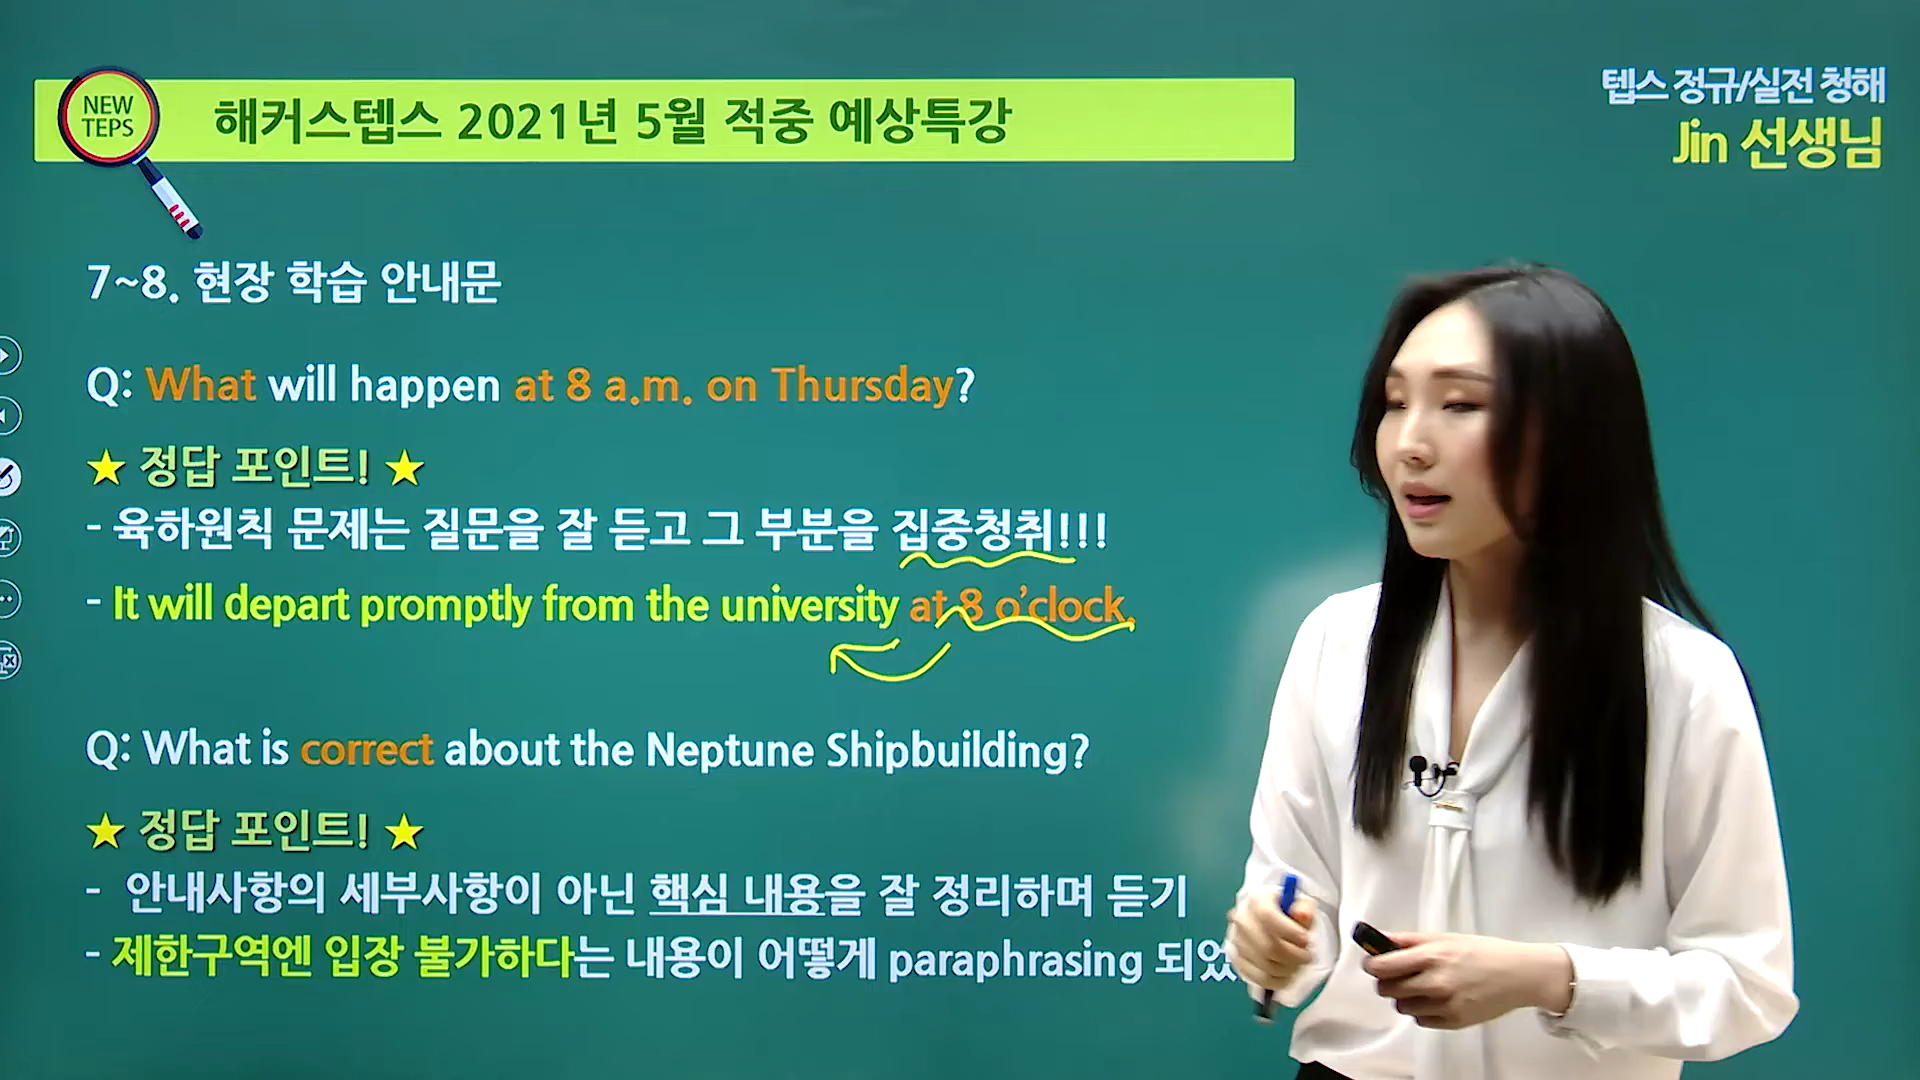 NEW
TEPS
해커스텝스 2021년 5월 적중 예상특강
텝스 정규/실전 청해
Jin 선생님
7~8. 현장 학습 안내문
Q: What will happen at 8 a.m. on Thursday?
★ 정답 포인트! ★
- 육하원칙 문제는 질문을 잘 듣고 그 부분을 집중청취!!!
- It will depart promptly from the university at 8 o’clock.
Q: What is correct about the Neptune Shipbuilding?
★ 정답 포인트! ★
- 안내사항의 세부사항이 아닌 핵심 내용을 잘 정리하며 듣기
- 제한구역엔 입장 불가하다는 내용이 어떻게 paraphrasing 되었